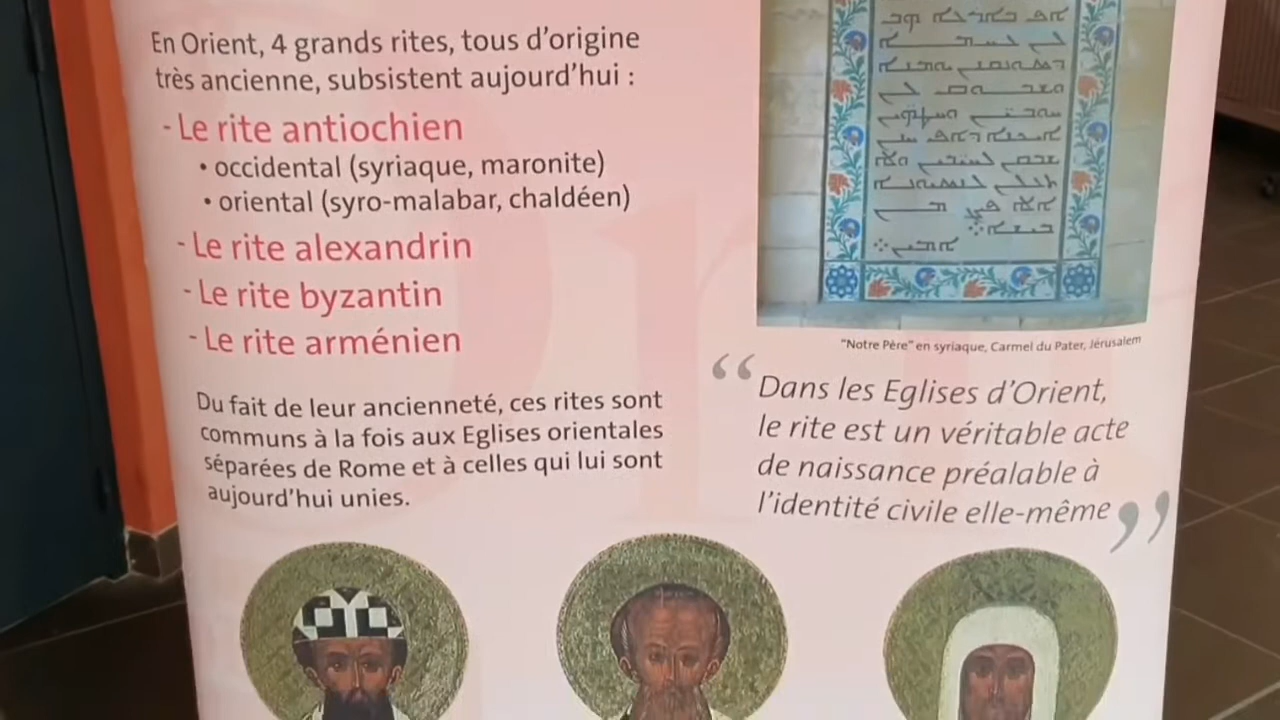 En Orient, 4 grands rites, tous d'origine
très ancienne, subsistent aujourd'hui :
- Le rite antiochien
• occidental (syriaque, maronite)
• oriental (syro-malabar, chaldéen)
- Le rite alexandrin
- Le rite byzantin
- Le rite arménien
Du fait de leur ancienneté, ces rites sont
communs à la fois aux Eglises orientales
séparées de Rome et à celles qui lui sont
aujourd'hui unies.
"Notre Père" en syriaque, Carmel du Pater, Jérusalem
“ Dans les Eglises d'Orient,
le rite est un véritable acte
de naissance préalable à
l'identité civile elle-même ”